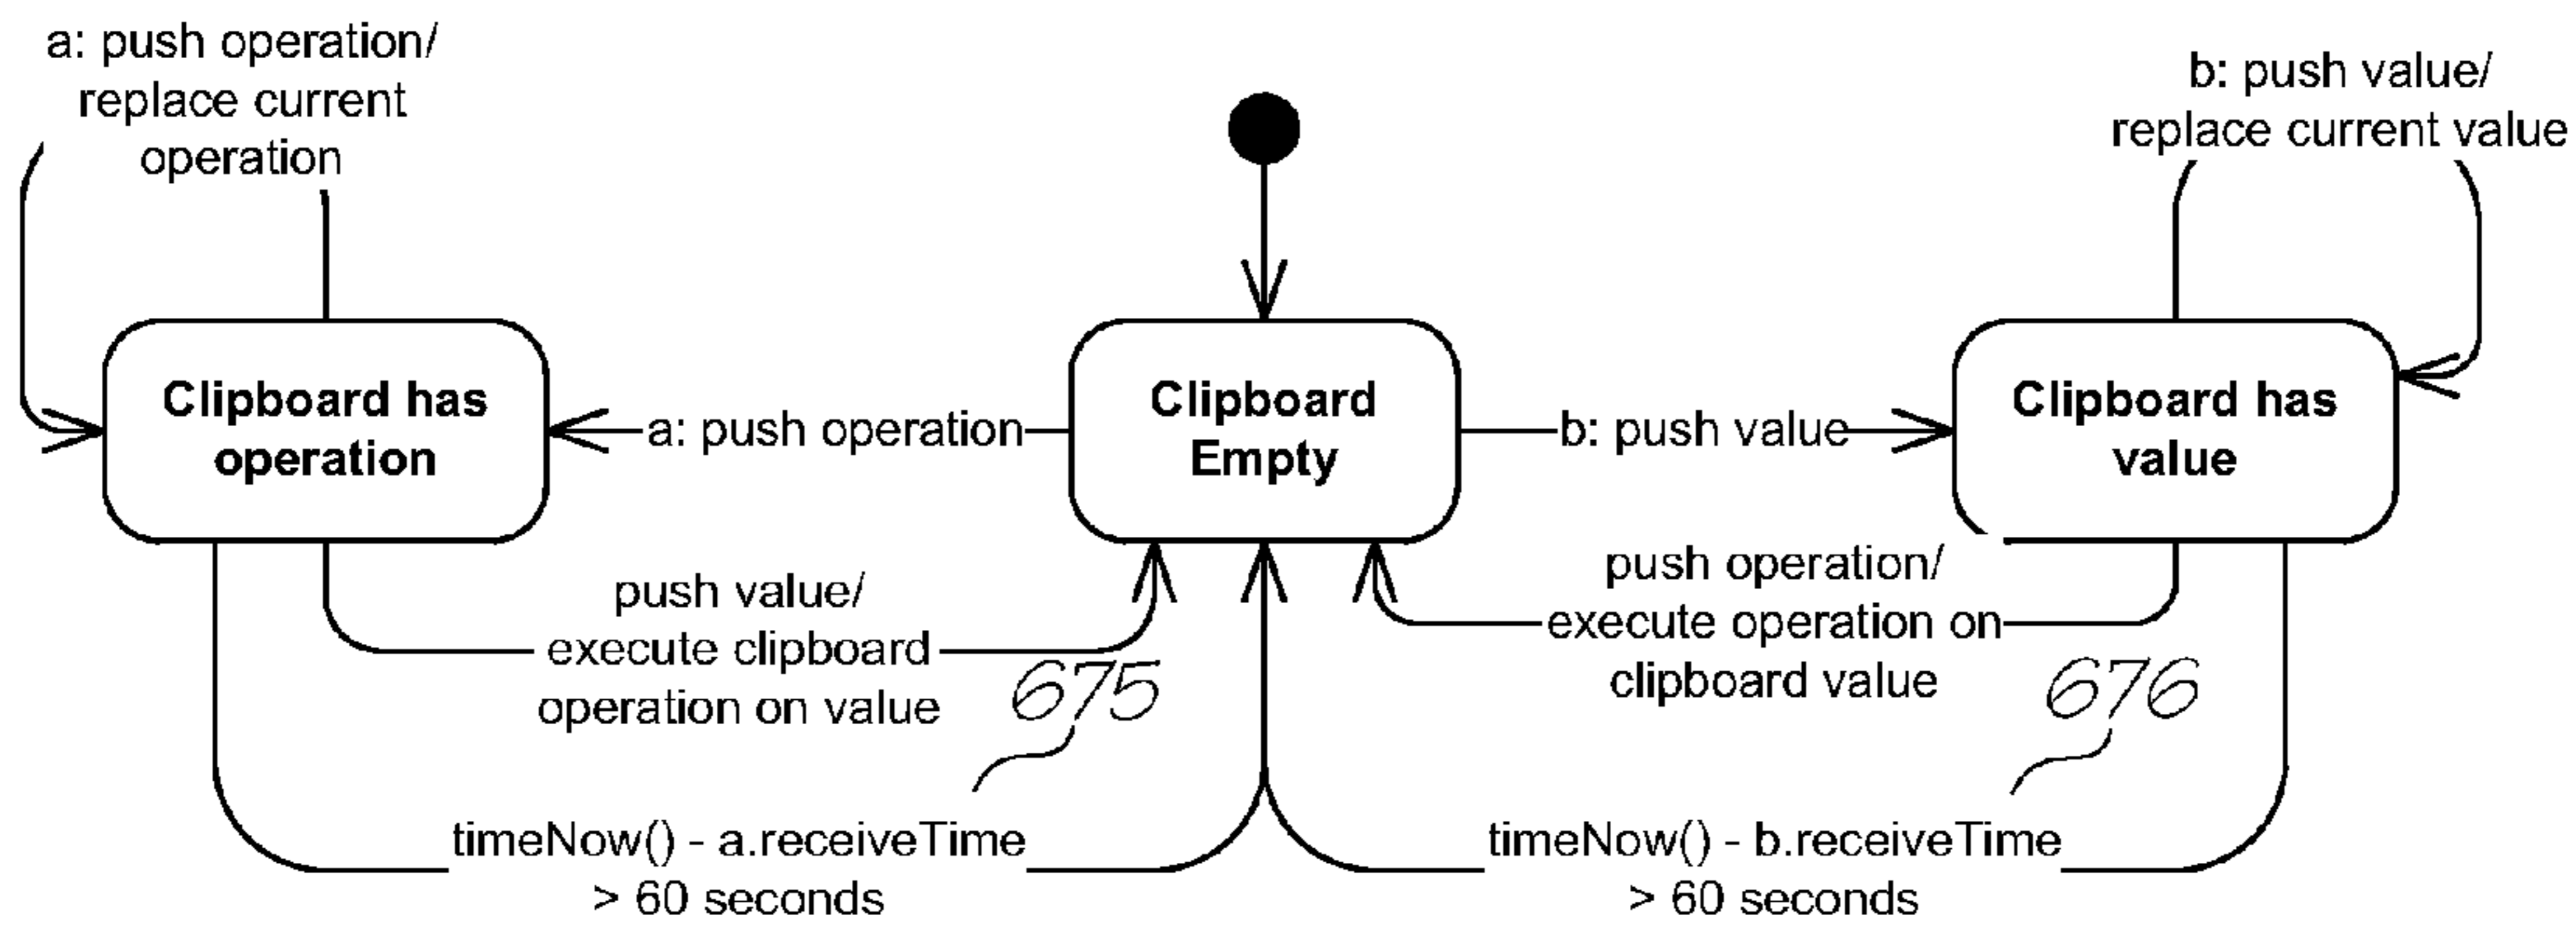 a: push operation/
replace current
operation
b: push value/
replace current value
Clipboard has
operation
a: push operation
Clipboard
Empty
b: push value
Clipboard has
value
push value/
execute clipboard
operation on value
675
push operation/
execute operation on
clipboard value
676
timeNow() - a.receiveTime
> 60 seconds
timeNow() - b.receiveTime
> 60 seconds